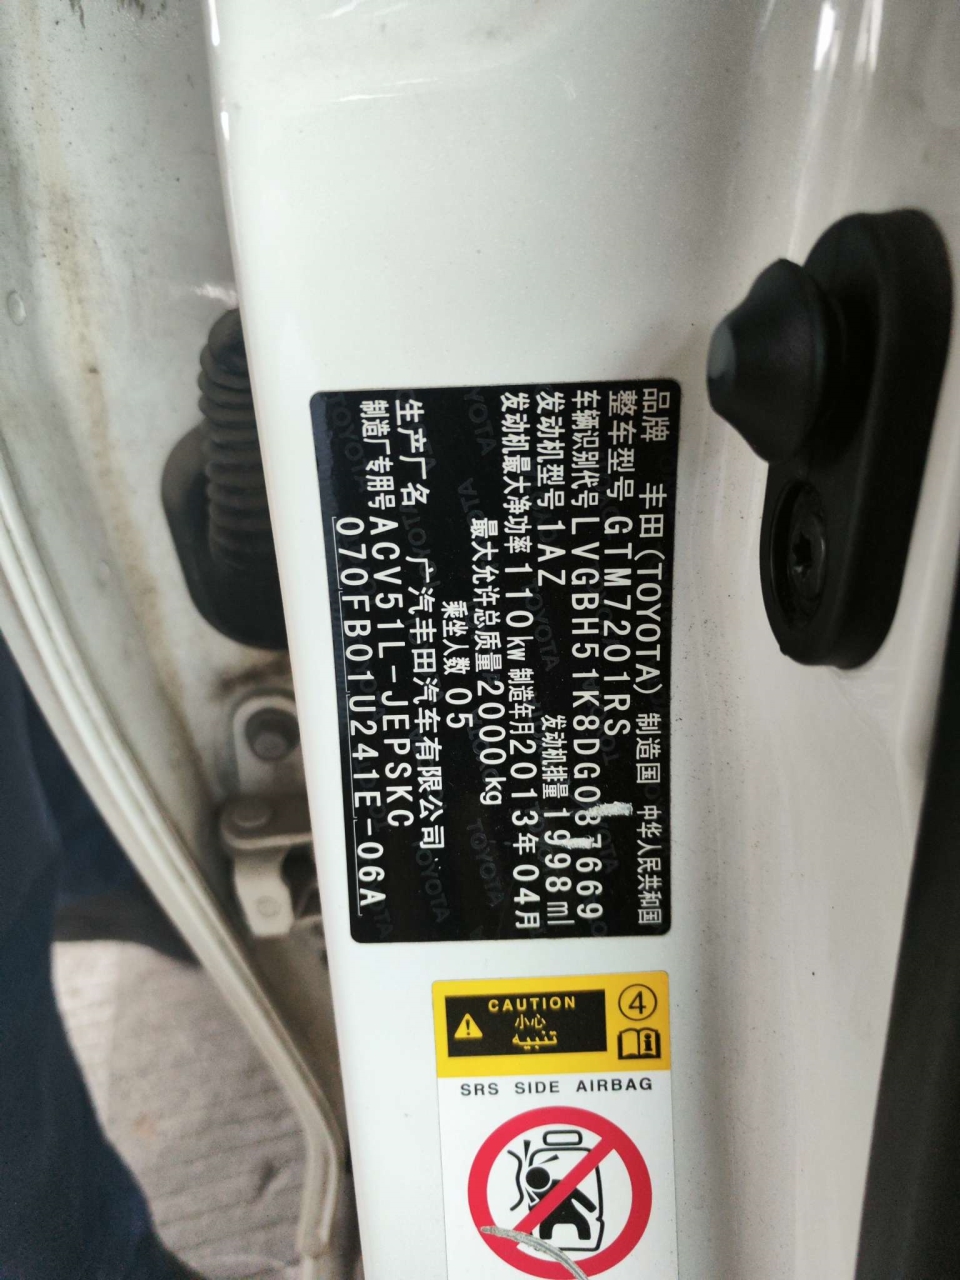 品牌 丰田(TOYOTA) 制造国 中华人民共和国
整车型号 GTM7201RS
车辆识别代号 LVGBH51K8DG087669
发动机型号 1AZ 发动机排量 1998ml
发动机最大净功率 110kw 制造年月 2013年04月
最大允许总质量 2000kg
乘坐人数 05
生产厂名 广汽丰田汽车有限公司
制造厂专用号 ACV51L-JEPSKC
070FB01U241E-06A
CAUTION
小心
تنبيه
4
SRS SIDE AIRBAG